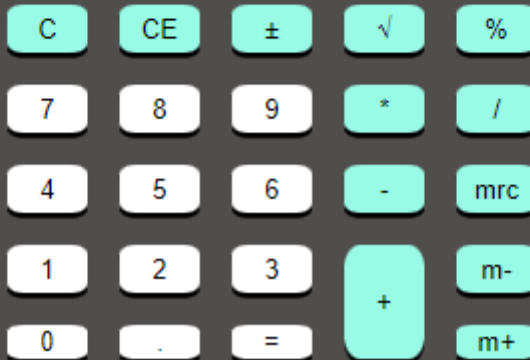 C CE ± √ %
7 8 9 * /
4 5 6 - mrc
1 2 3 + m-
0 . = m+